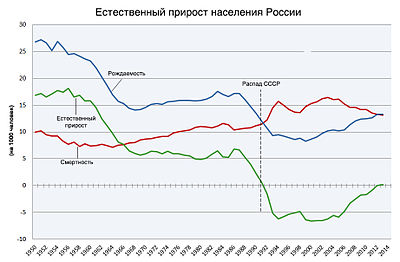 Естественный прирост населения России
(на 1000 человек)
30
25
20
15
10
5
0
-5
-10
Рождаемость
Распад СССР
Естественный
прирост
Смертность
1950 1952 1954 1956 1958 1960 1962 1964 1966 1968 1970 1972 1974 1976 1978 1980 1982 1984 1986 1988 1990 1992 1994 1996 1998 2000 2002 2004 2006 2008 2010 2012 2014